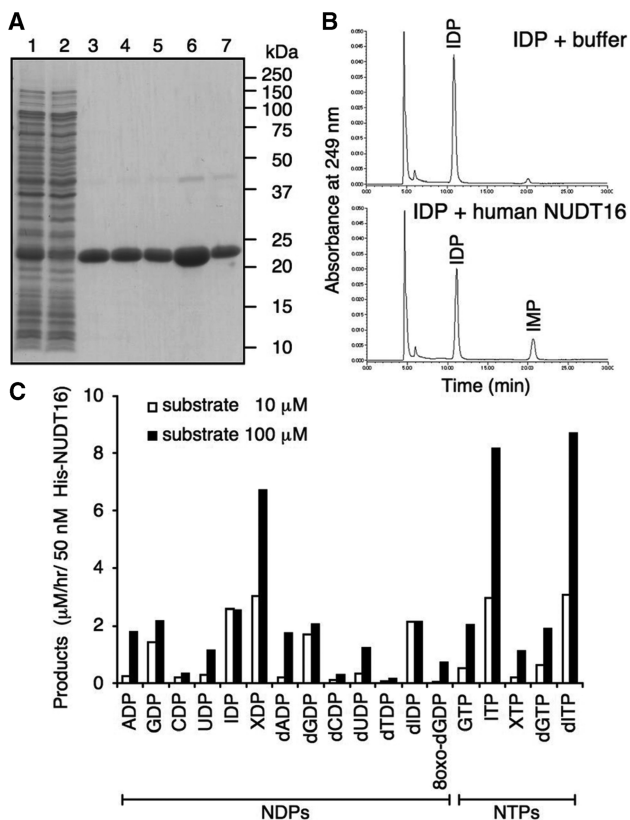 A
1 2 3 4 5 6 7 kDa
250
150
100
75
50
37
25
20
15
10
B
Absorbance at 249 nm
IDP + buffer
IDP
IDP + human NUDT16
IDP
IMP
Time (min)
C
Products (μM/hr/ 50 nM His-NUDT16)
10
8
6
4
2
0
substrate 10 μM
substrate 100 μM
ADP
GDP
CDP
UDP
IDP
XDP
dADP
dGDP
dCDP
dUDP
dTDP
dIDP
8oxo-dGDP
GTP
ITP
XTP
dGTP
dITP
NDPs
NTPs